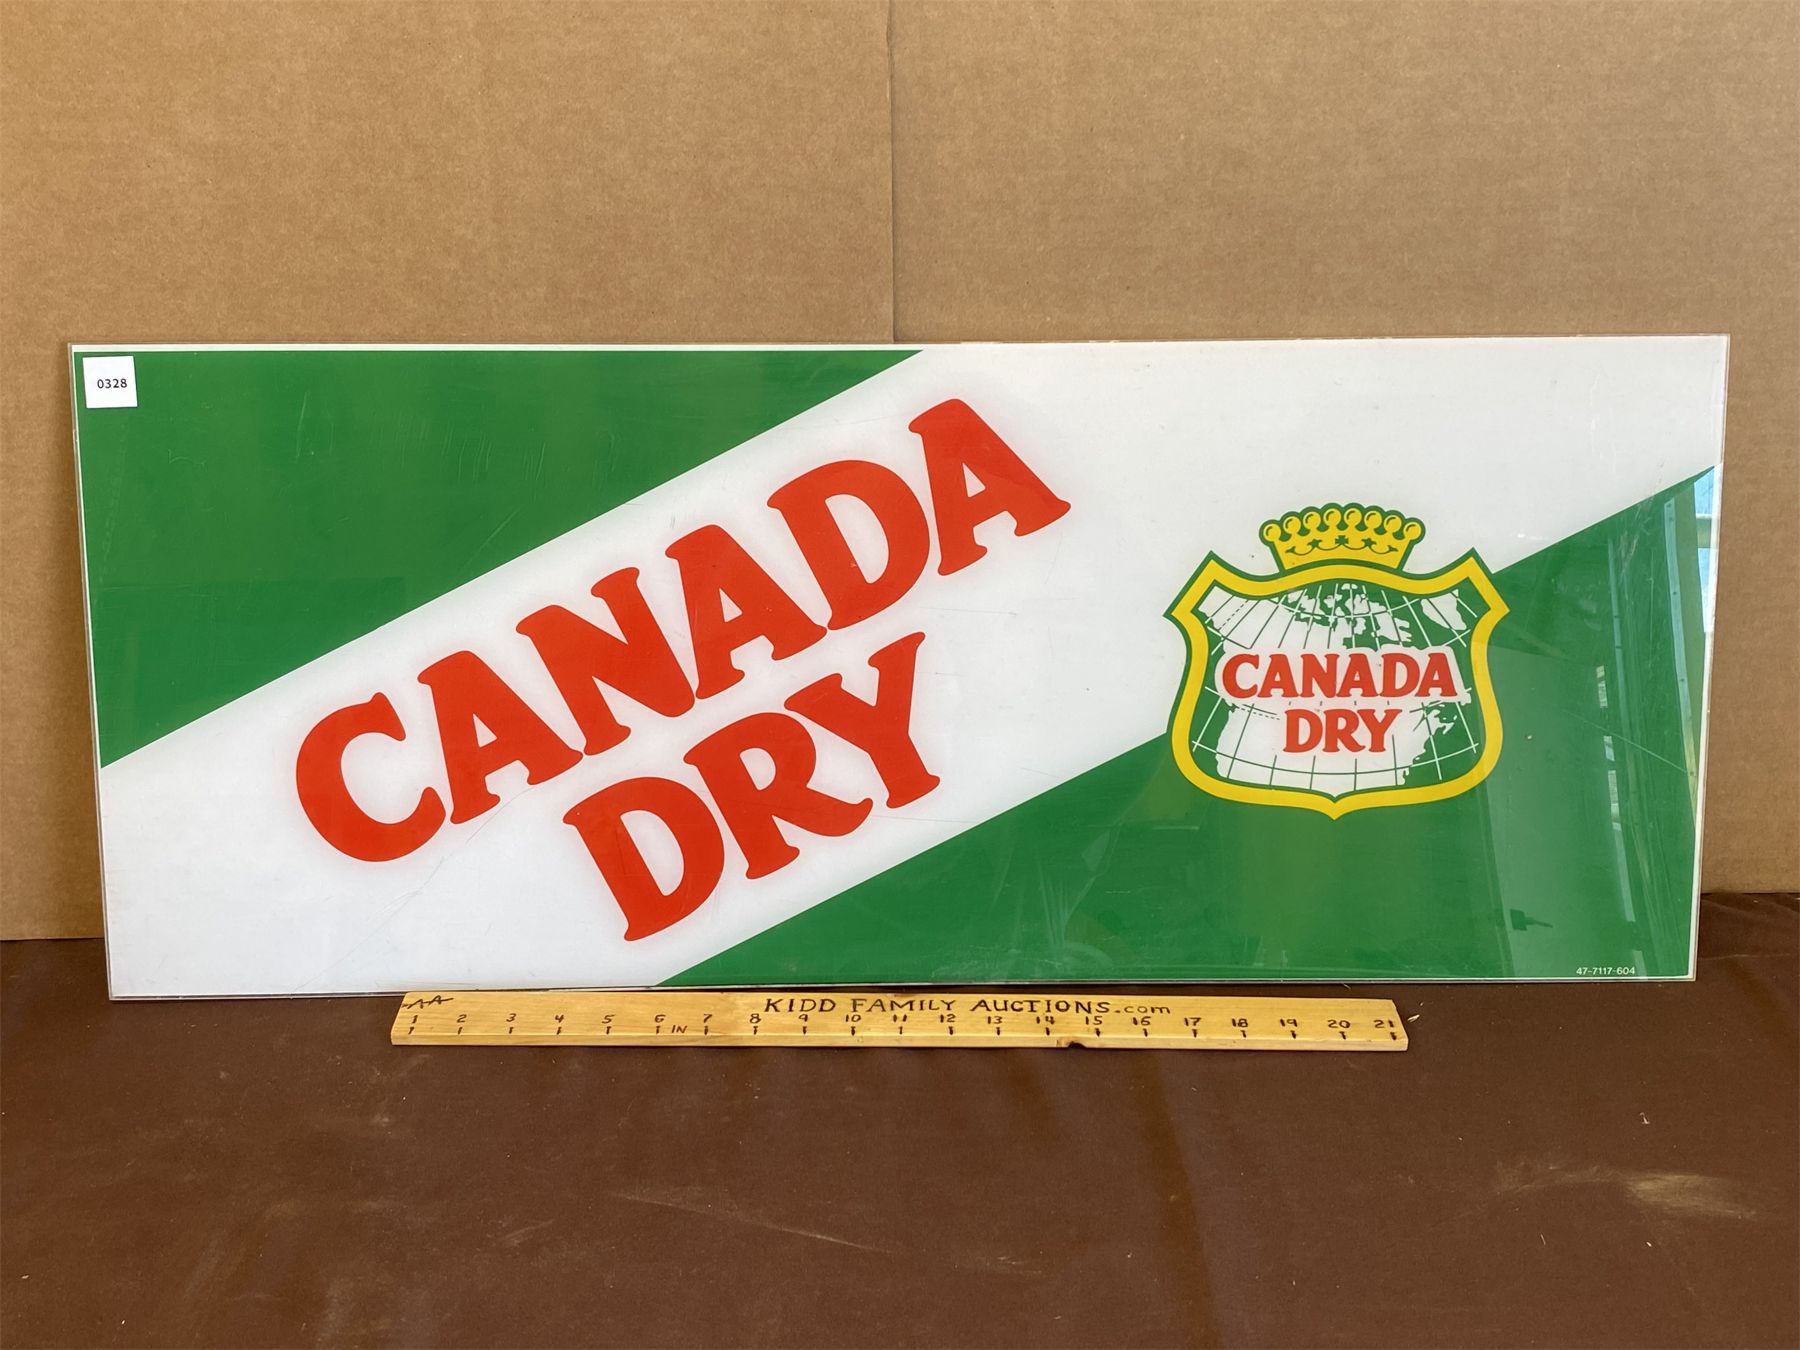 0328
CANADA
DRY
CANADA
DRY
47-7117-604
KIDD FAMILY AUCTIONS.com
1 2 3 4 5 6 IN 7 8 9 10 11 12 13 14 15 16 17 18 19 20 21